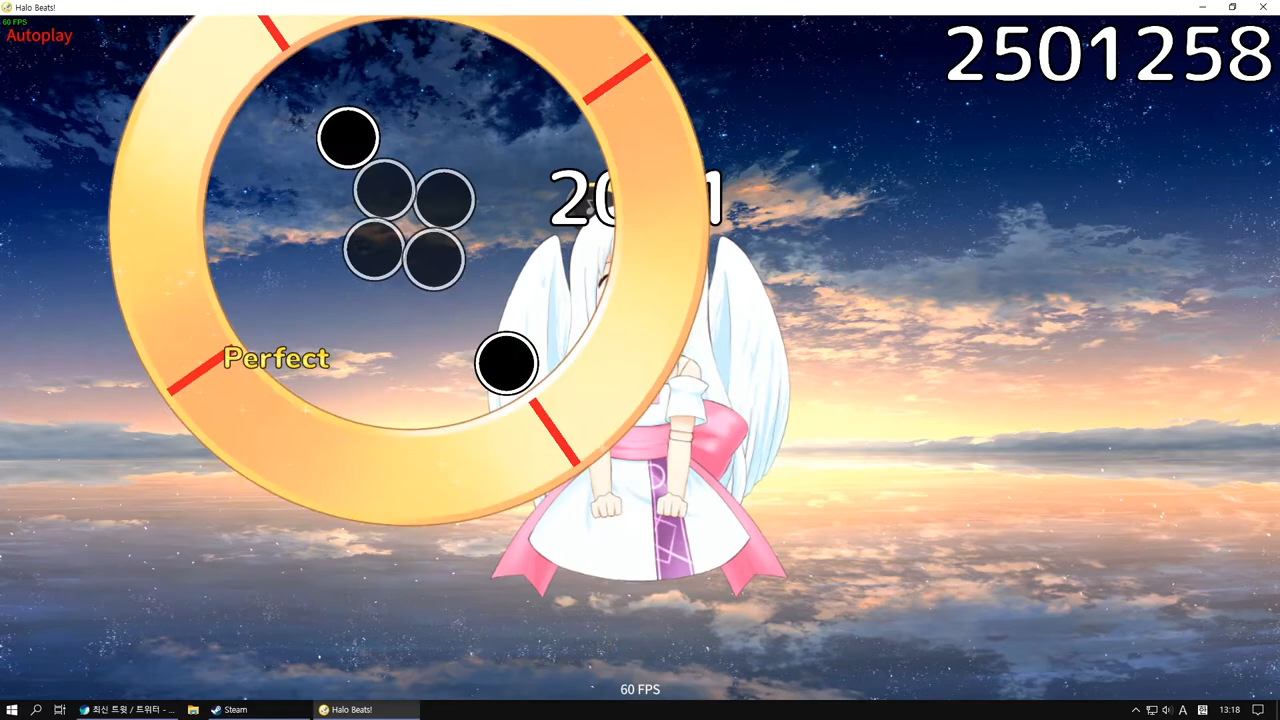 Halo Beats!
60 FPS
Autoplay
2501258
Perfect
60 FPS
최신 트윗 / 트위터 - ...
Steam
Halo Beats!
A
13:18